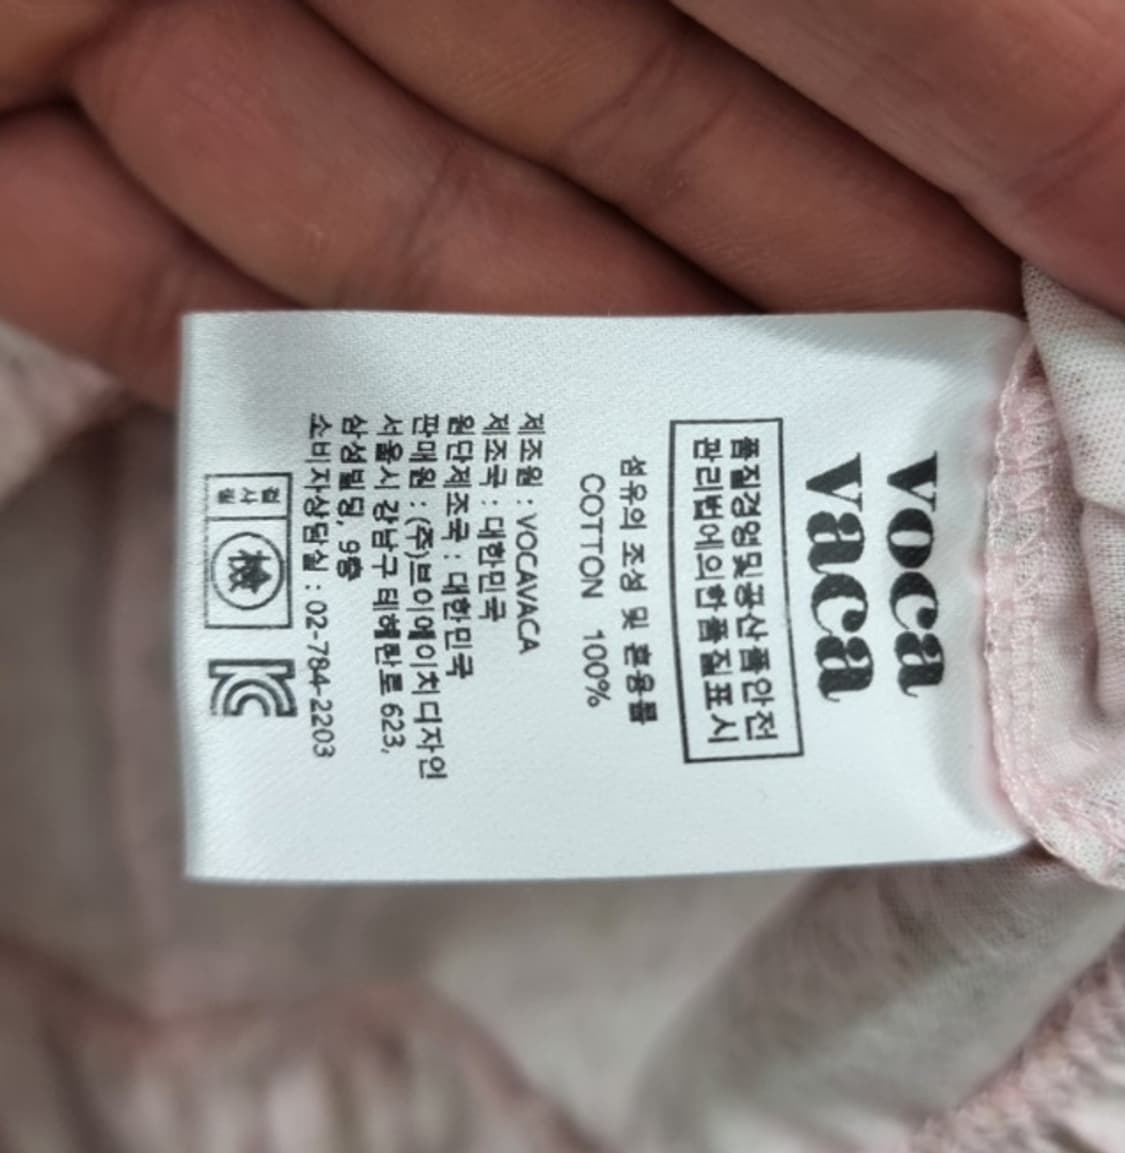 voca
vaca
품질경영및공산품안전
관리법에의한품질표시
섬유의 조성 및 혼용률
COTTON 100%
제조원 : VOCAVACA
제조국 : 대한민국
원단제조국 : 대한민국
판매원 : (주)브이에이치디자인
서울시 강남구 테헤란로 623,
삼성빌딩, 9층
소비자상담실 : 02-784-2203
검사
필
檢
KC